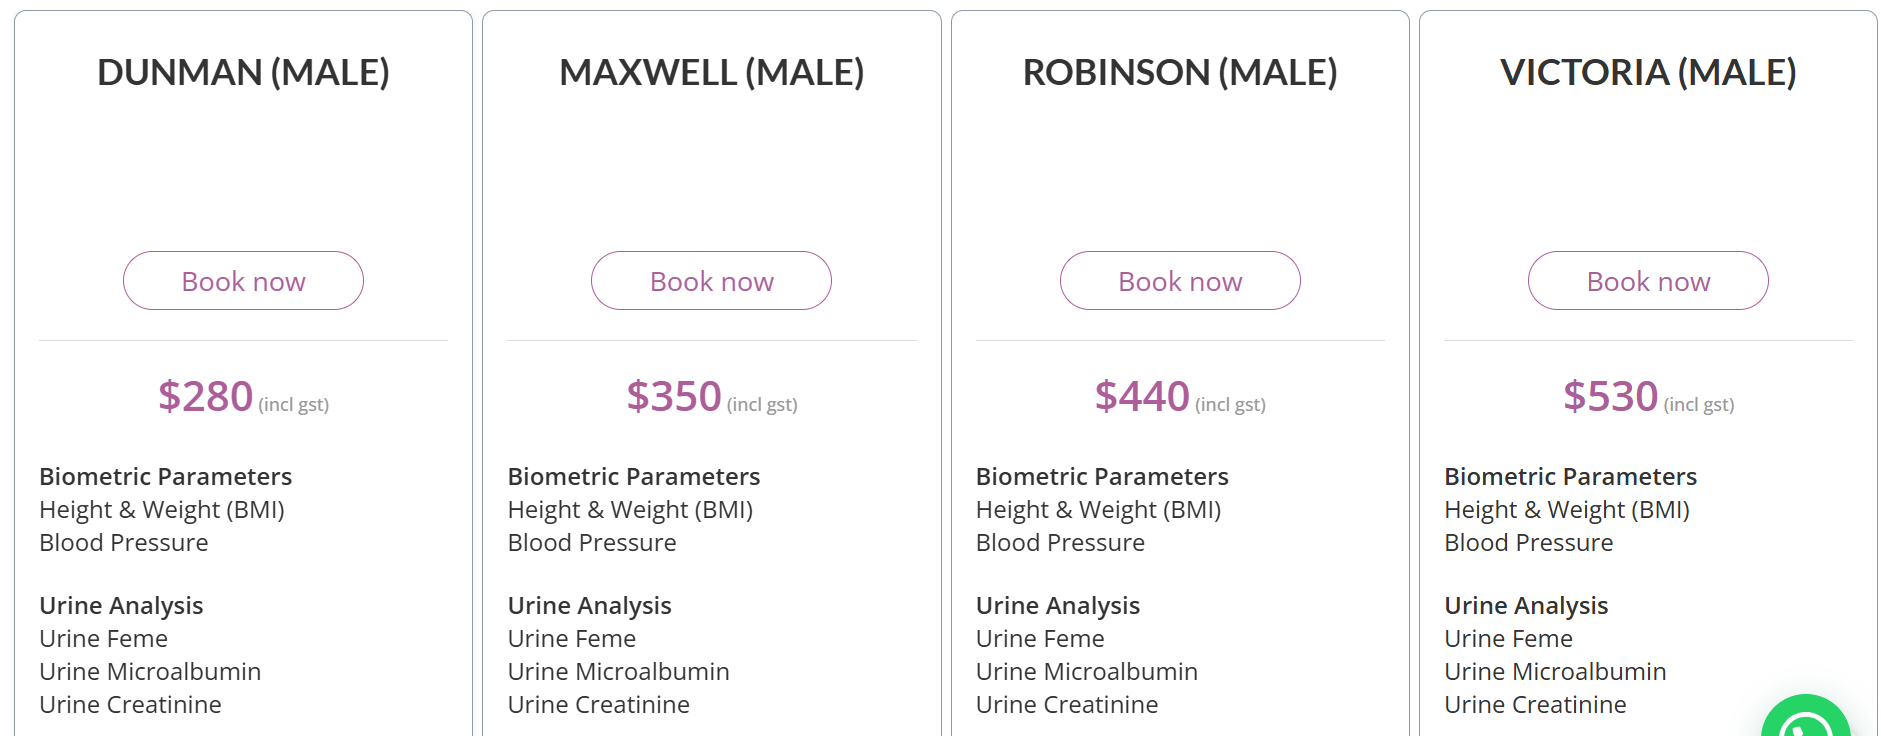 DUNMAN (MALE)
Book now
$280 (incl gst)
Biometric Parameters
Height & Weight (BMI)
Blood Pressure
Urine Analysis
Urine Feme
Urine Microalbumin
Urine Creatinine
MAXWELL (MALE)
Book now
$350 (incl gst)
Biometric Parameters
Height & Weight (BMI)
Blood Pressure
Urine Analysis
Urine Feme
Urine Microalbumin
Urine Creatinine
ROBINSON (MALE)
Book now
$440 (incl gst)
Biometric Parameters
Height & Weight (BMI)
Blood Pressure
Urine Analysis
Urine Feme
Urine Microalbumin
Urine Creatinine
VICTORIA (MALE)
Book now
$530 (incl gst)
Biometric Parameters
Height & Weight (BMI)
Blood Pressure
Urine Analysis
Urine Feme
Urine Microalbumin
Urine Creatinine